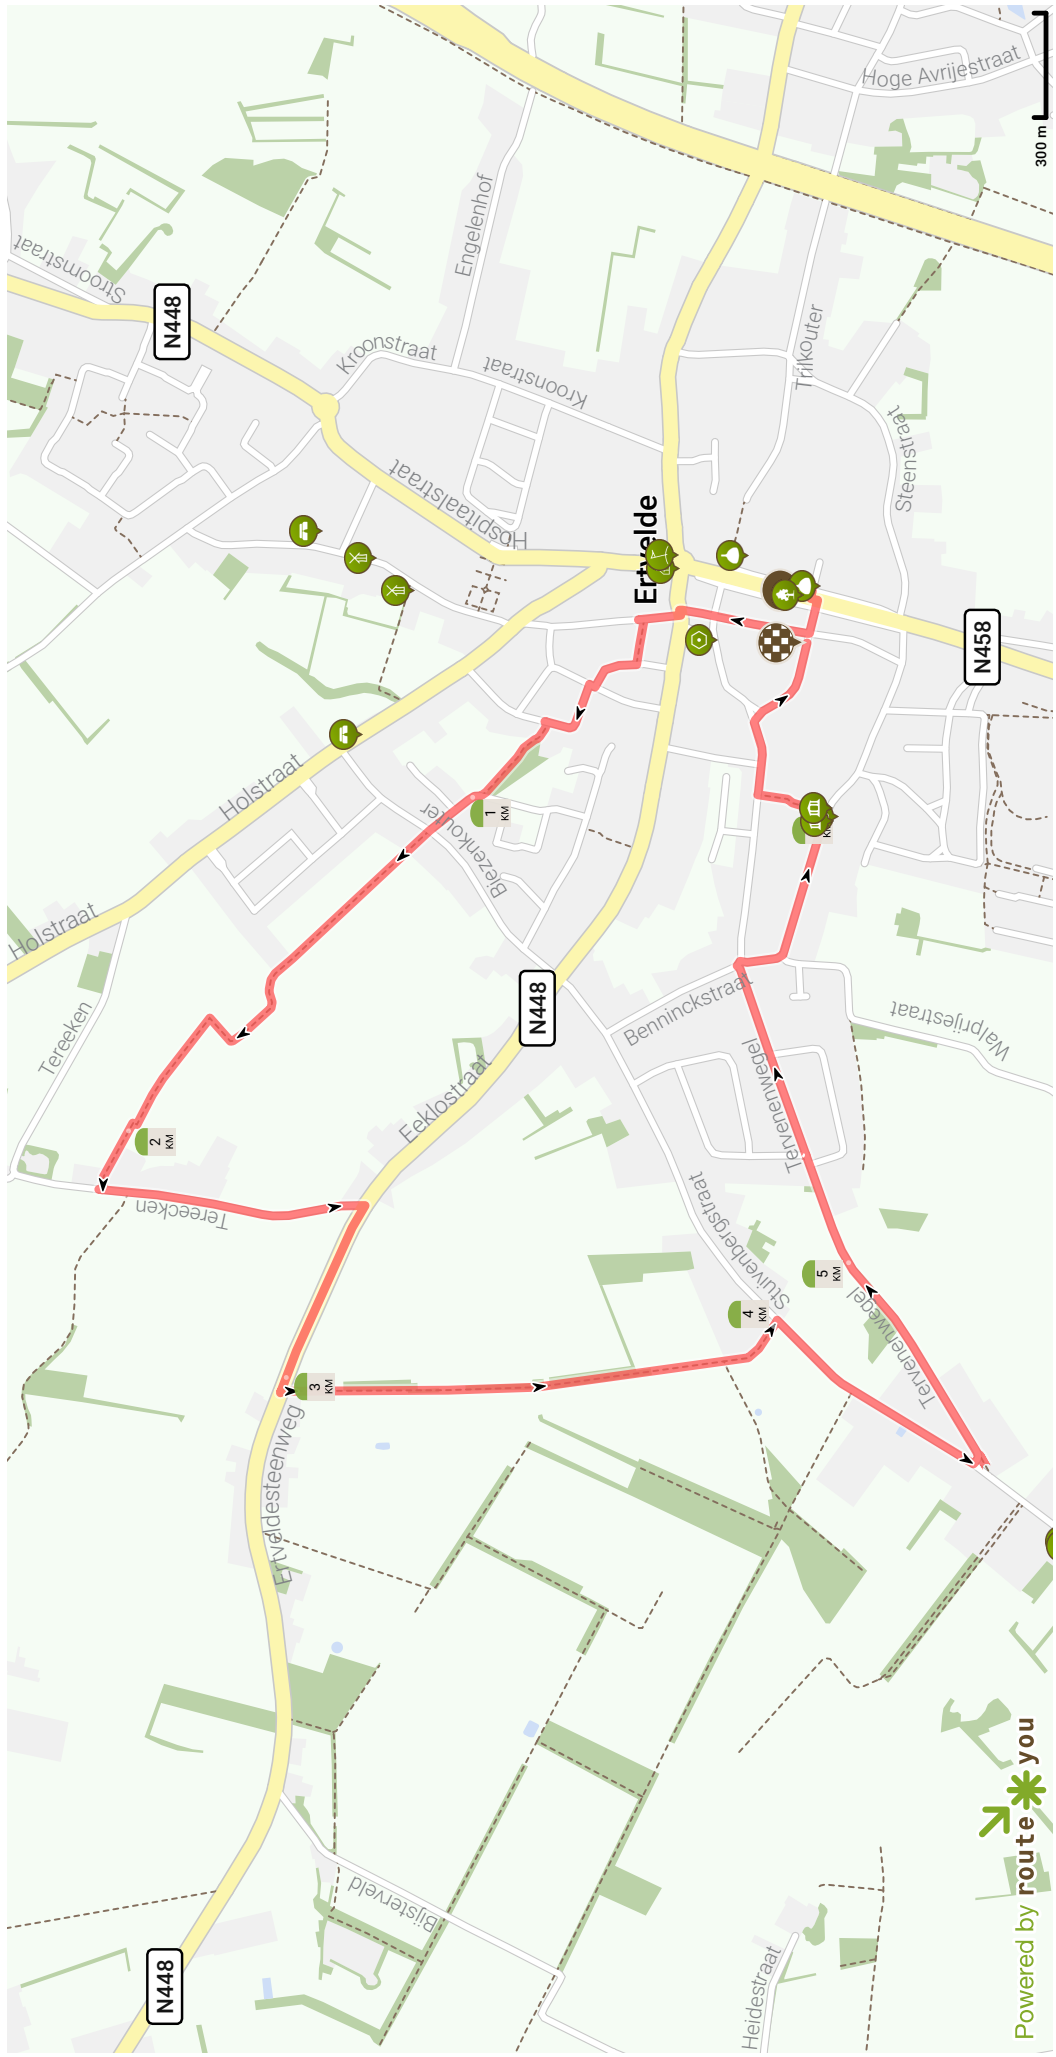 Hoge Avrijestraat
300 m
Stroomstraat
N448
Engelenhof
Kroonstraat
Kroonstraat
Trilkouter
Steenstraat
Hospitaalstraat
Ertvelde
N458
Holstraat
Biezenkouter
1
KM
Holstraat
Tereeken
N448
Benninckstraat
Walprijestraat
Eeklostraat
Tervenenwegel
2
KM
Tereecken
Stuivenbergstraat
5
KM
4
KM
Tervenenwegel
3
KM
Ertveldesteenweg
Bijsterveld
N448
Heidestraat
Powered by routeyou